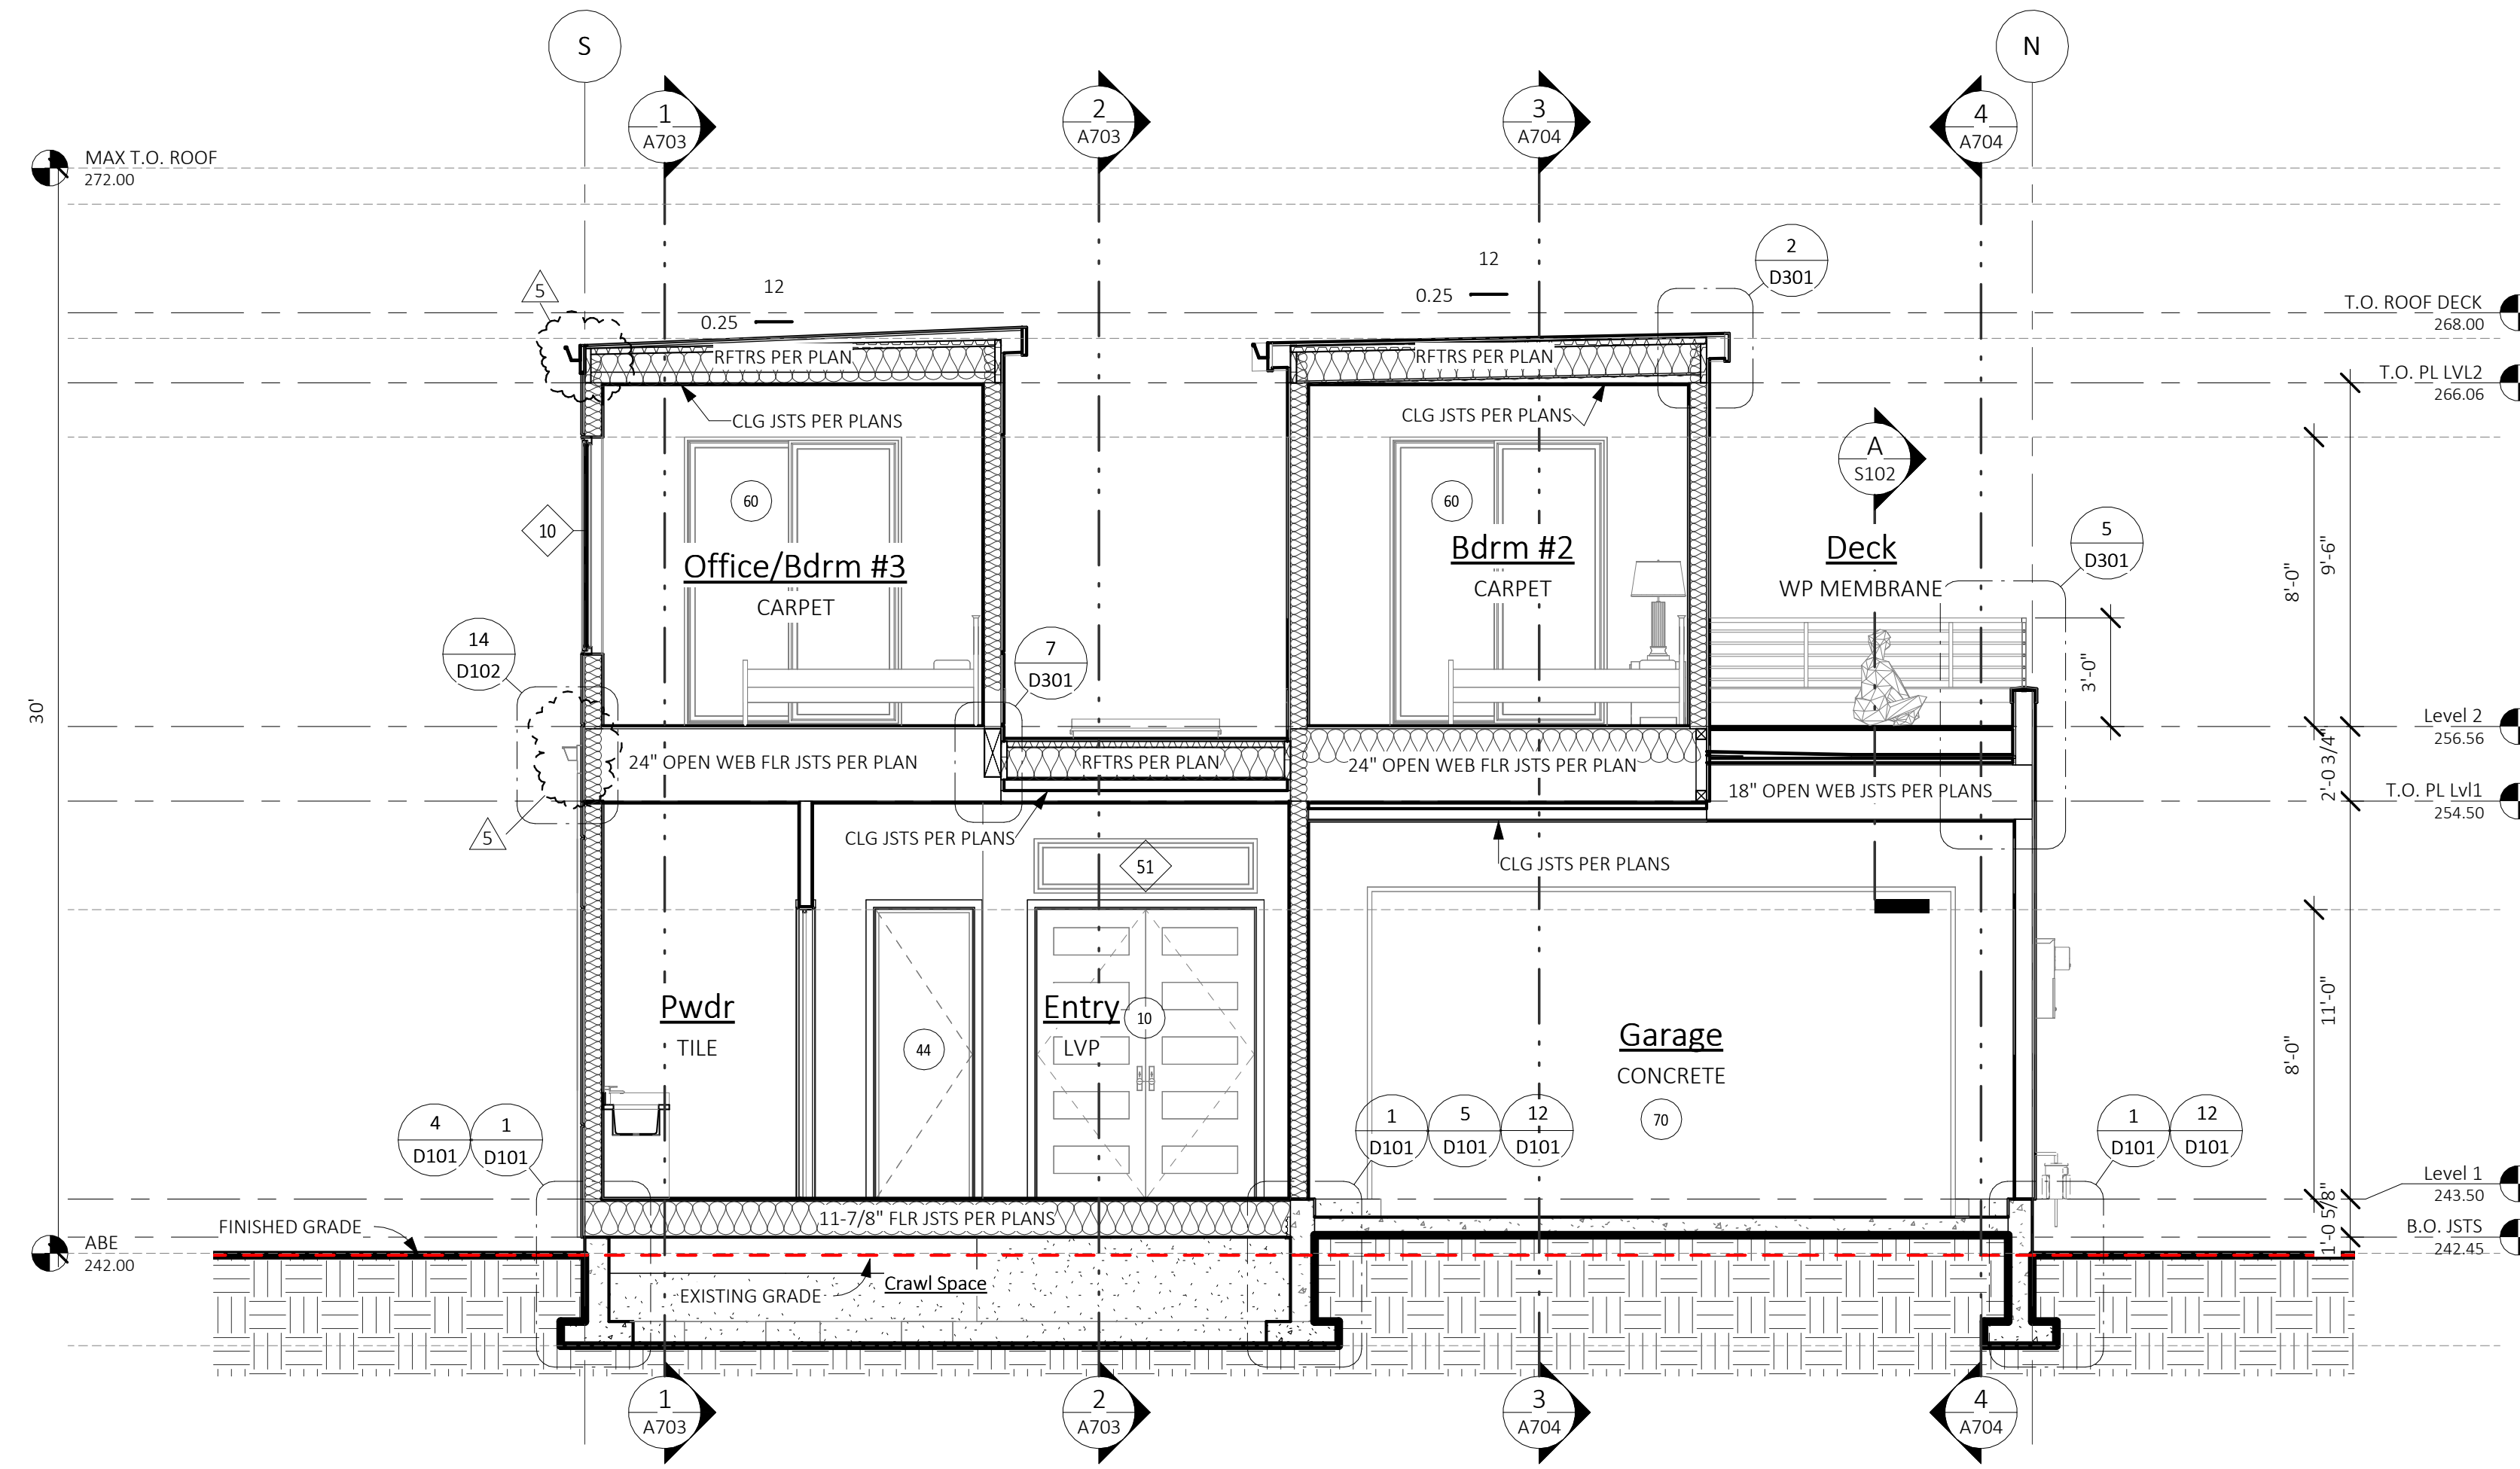 S
N
1
A703
2
A703
3
A704
4
A704
MAX T.O. ROOF
272.00
2
D301
5
12
0.25
12
0.25
T.O. ROOF DECK
268.00
RFTRS PER PLAN
RFTRS PER PLAN
T.O. PL LVL2
266.06
CLG JSTS PER PLANS
CLG JSTS PER PLANS
A
S102
60
60
10
5
D301
Office/Bdrm #3
CARPET
Bdrm #2
CARPET
Deck
WP MEMBRANE
9'-6"
8'-0"
14
D102
7
D301
3'-0"
30'
Level 2
256.56
24" OPEN WEB FLR JSTS PER PLAN
RFTRS PER PLAN
24" OPEN WEB FLR JSTS PER PLAN
18" OPEN WEB JSTS PER PLANS
2'-0 3/4"
T.O. PL Lvl1
254.50
5
CLG JSTS PER PLANS
51
CLG JSTS PER PLANS
Pwdr
TILE
44
Entry
10
LVP
Garage
CONCRETE
70
11'-0"
8'-0"
4
D101
1
D101
1
D101
5
D101
12
D101
1
D101
12
D101
Level 1
243.50
11-7/8" FLR JSTS PER PLANS
FINISHED GRADE
1'-0 5/8"
B.O. JSTS
242.45
ABE
242.00
Crawl Space
EXISTING GRADE
1
A703
2
A703
3
A704
4
A704